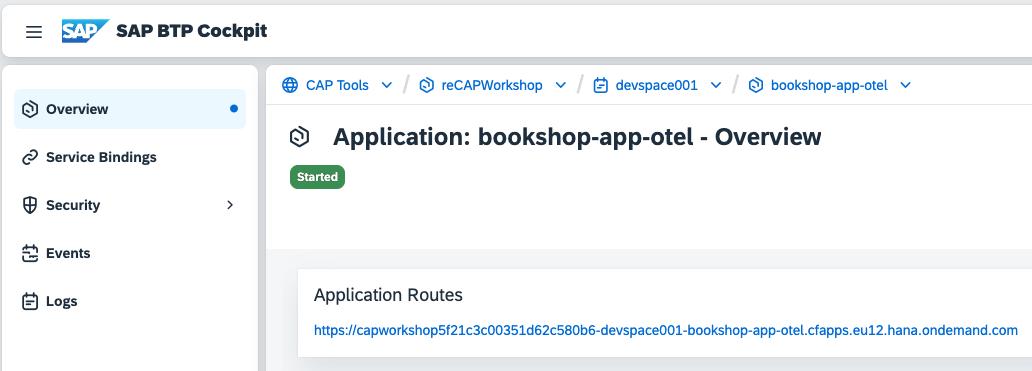 SAP SAP BTP Cockpit
CAP Tools / reCAPWorkshop / devspace001 / bookshop-app-otel
Overview
Service Bindings
Security
Events
Logs
Application: bookshop-app-otel - Overview
Started
Application Routes
https://capworkshop5f21c3c00351d62c580b6-devspace001-bookshop-app-otel.cfapps.eu12.hana.ondemand.com